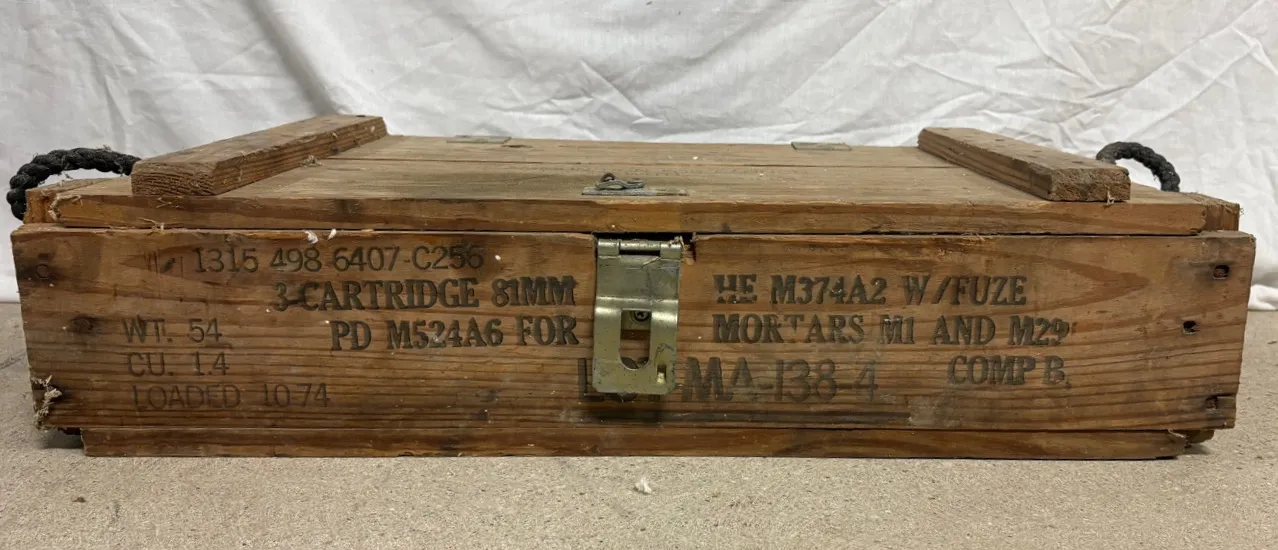 1315 498 6407-C256
3-CARTRIDGE 81MM HE M374A2 W/FUZE
WT. 54 PD M524A6 FOR MORTARS M1 AND M29
CU. 1.4 MA-138-4 COMP B.
LOADED 10-74